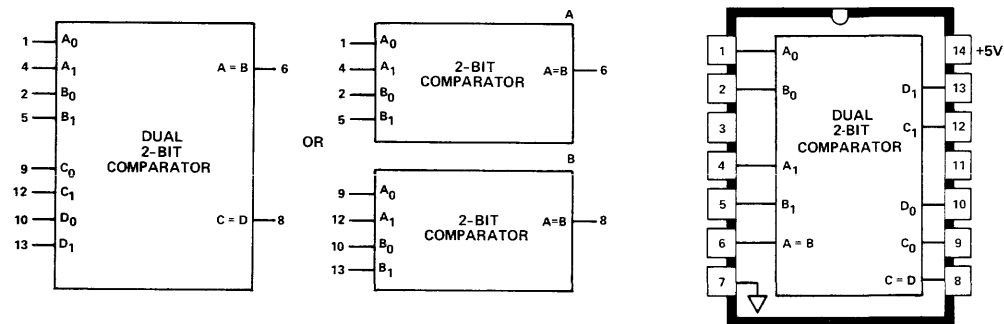 1 A0
4 A1
2 B0
5 B1
9 C0
12 C1
10 D0
13 D1
DUAL
2-BIT
COMPARATOR
A = B 6
C = D 8
OR
A
1 A0
4 A1
2 B0
5 B1
2-BIT
COMPARATOR
A=B 6
B
9 A0
12 A1
10 B0
13 B1
2-BIT
COMPARATOR
A=B 8
1 A0
2 B0
3
4 A1
5 B1
6 A = B
7
DUAL
2-BIT
COMPARATOR
14 +5V
D1 13
C1 12
11
D0 10
C0 9
C = D 8